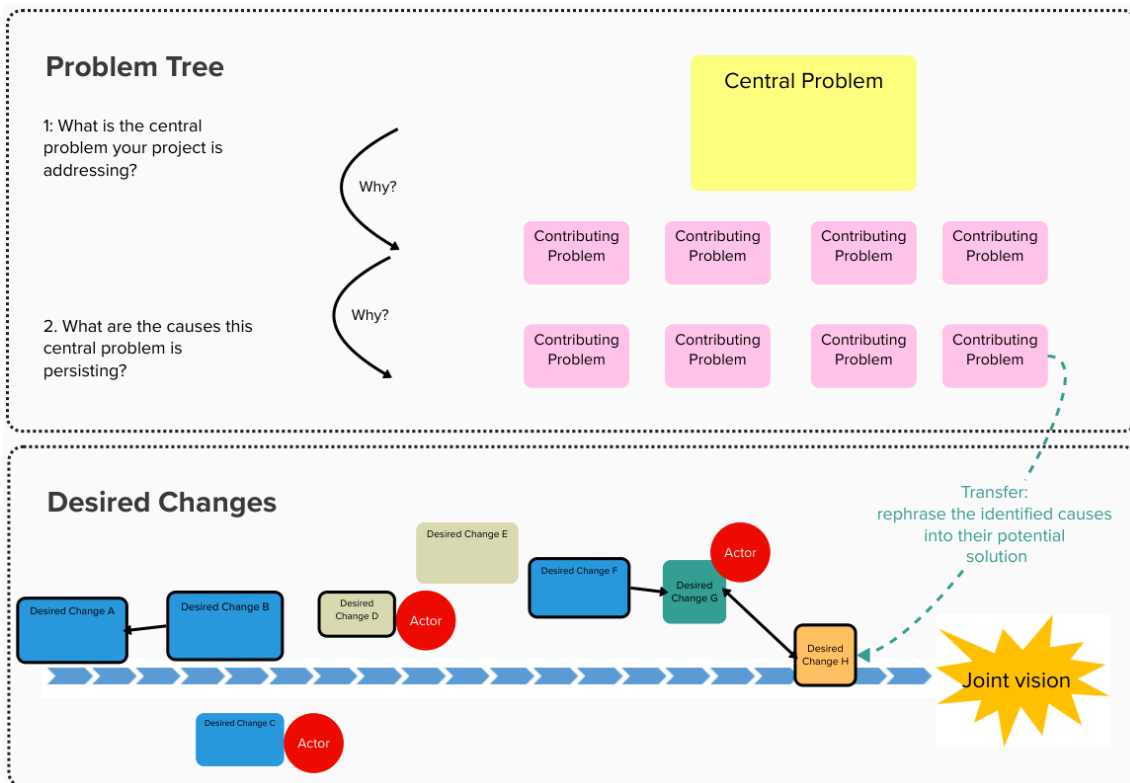 Problem Tree
Central Problem
1: What is the central
problem your project is
addressing?
Why?
Contributing
Problem
Contributing
Problem
Contributing
Problem
Contributing
Problem
Why?
2. What are the causes this
central problem is
persisting?
Contributing
Problem
Contributing
Problem
Contributing
Problem
Contributing
Problem
Desired Changes
Transfer:
rephrase the identified causes
into their potential
solution
Desired Change A
Desired Change B
Desired
Change D
Actor
Desired Change E
Desired Change F
Desired
Change G
Actor
Desired
Change H
Joint vision
Desired Change C
Actor